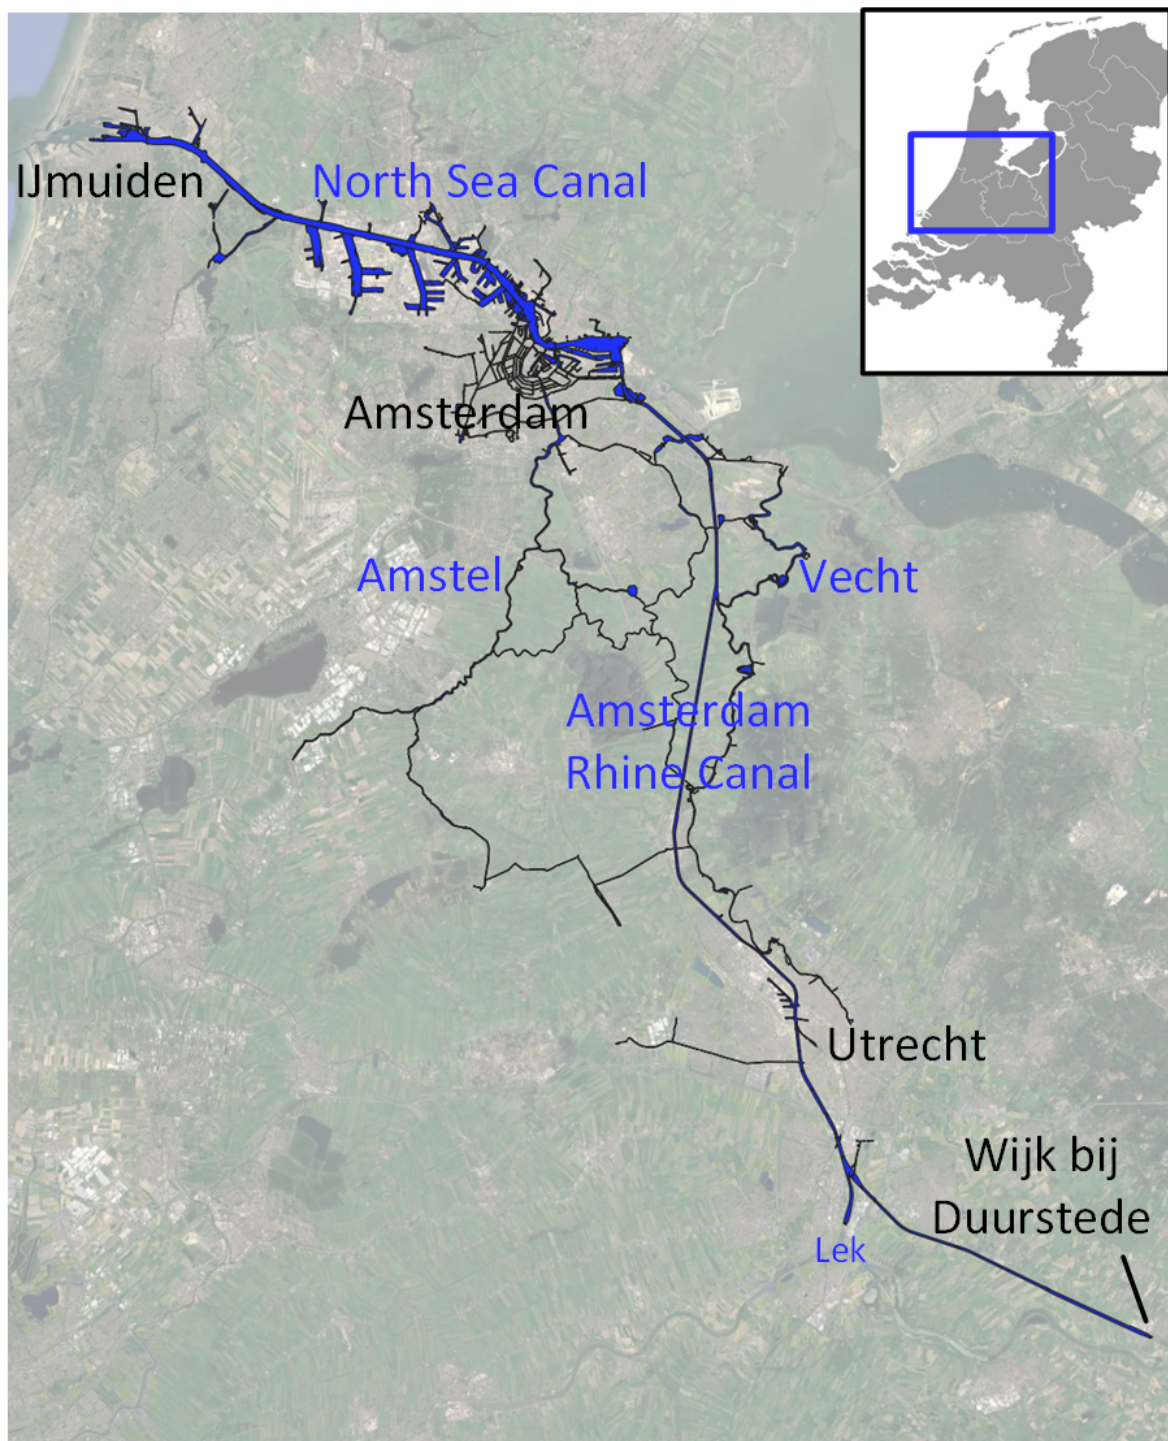 IJmuiden
North Sea Canal
Amsterdam
Amstel
Vecht
Amsterdam
Rhine Canal
Utrecht
Wijk bij
Duurstede
Lek